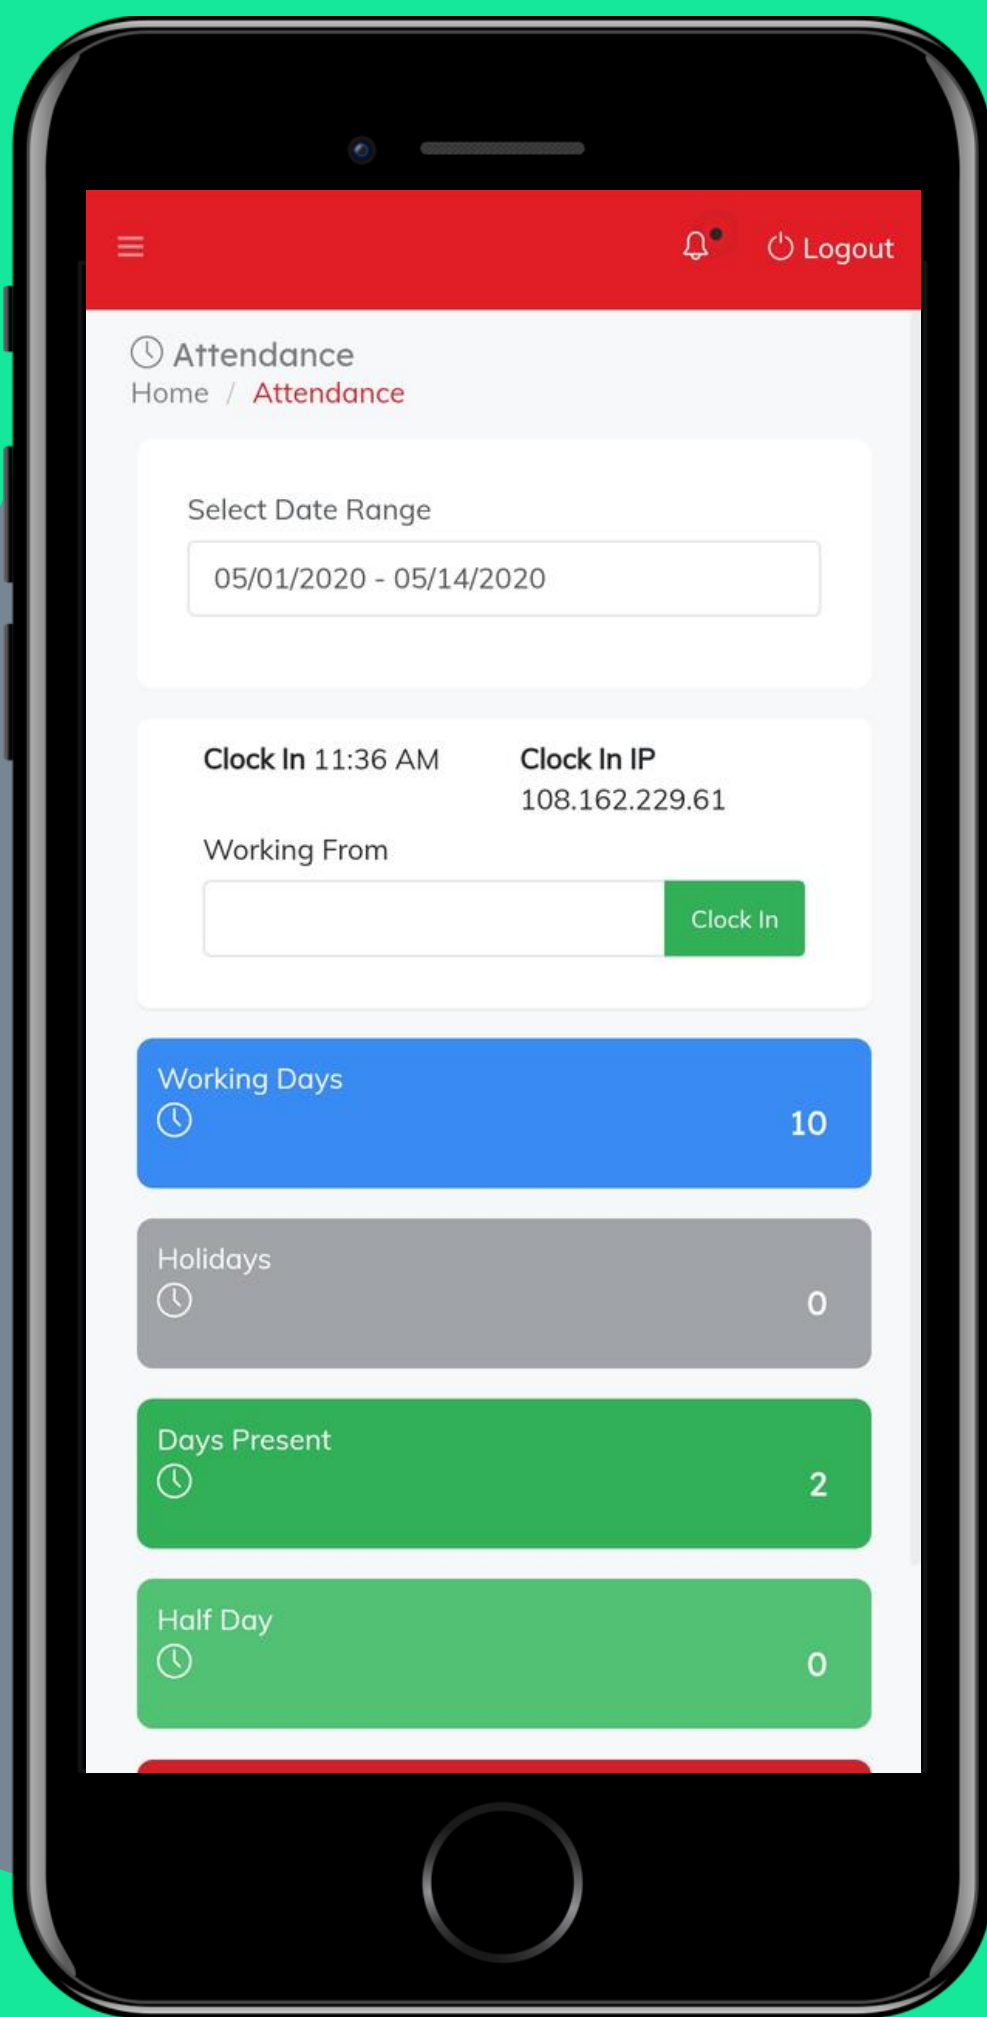 Logout
Attendance
Home / Attendance
Select Date Range
05/01/2020 - 05/14/2020
Clock In 11:36 AM
Clock In IP
108.162.229.61
Working From
Clock In
Working Days
10
Holidays
0
Days Present
2
Half Day
0